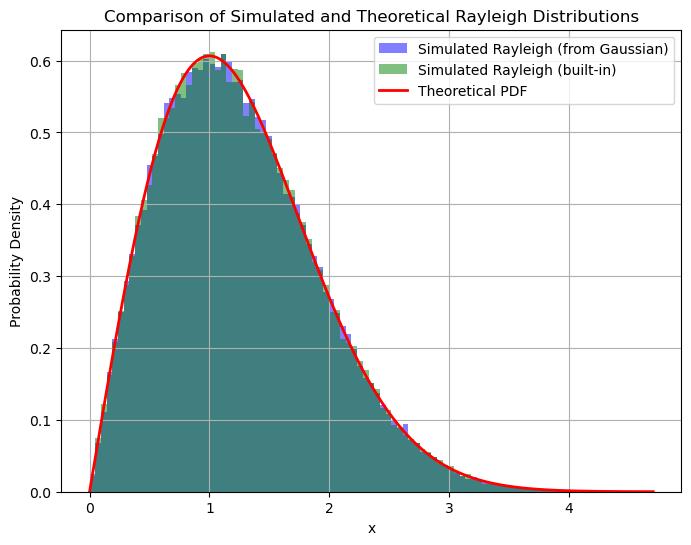 Comparison of Simulated and Theoretical Rayleigh Distributions
Simulated Rayleigh (from Gaussian)
Simulated Rayleigh (built-in)
Theoretical PDF
Probability Density
0.6
0.5
0.4
0.3
0.2
0.1
0.0
0 1 2 3 4
x